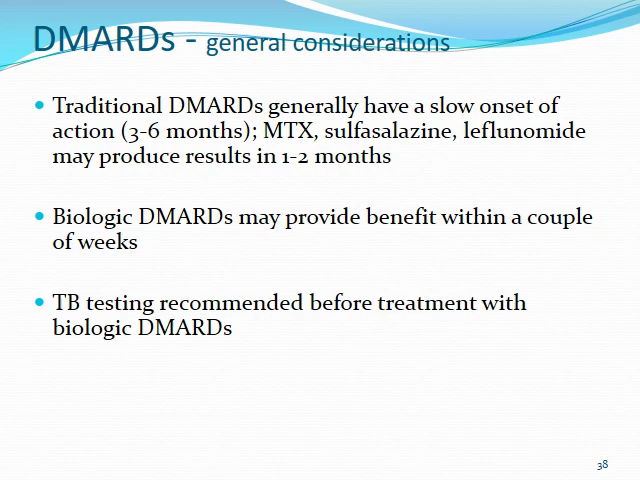 DMARDs - general considerations
• Traditional DMARDs generally have a slow onset of
action (3-6 months); MTX, sulfasalazine, leflunomide
may produce results in 1-2 months
• Biologic DMARDs may provide benefit within a couple
of weeks
• TB testing recommended before treatment with
biologic DMARDs
38